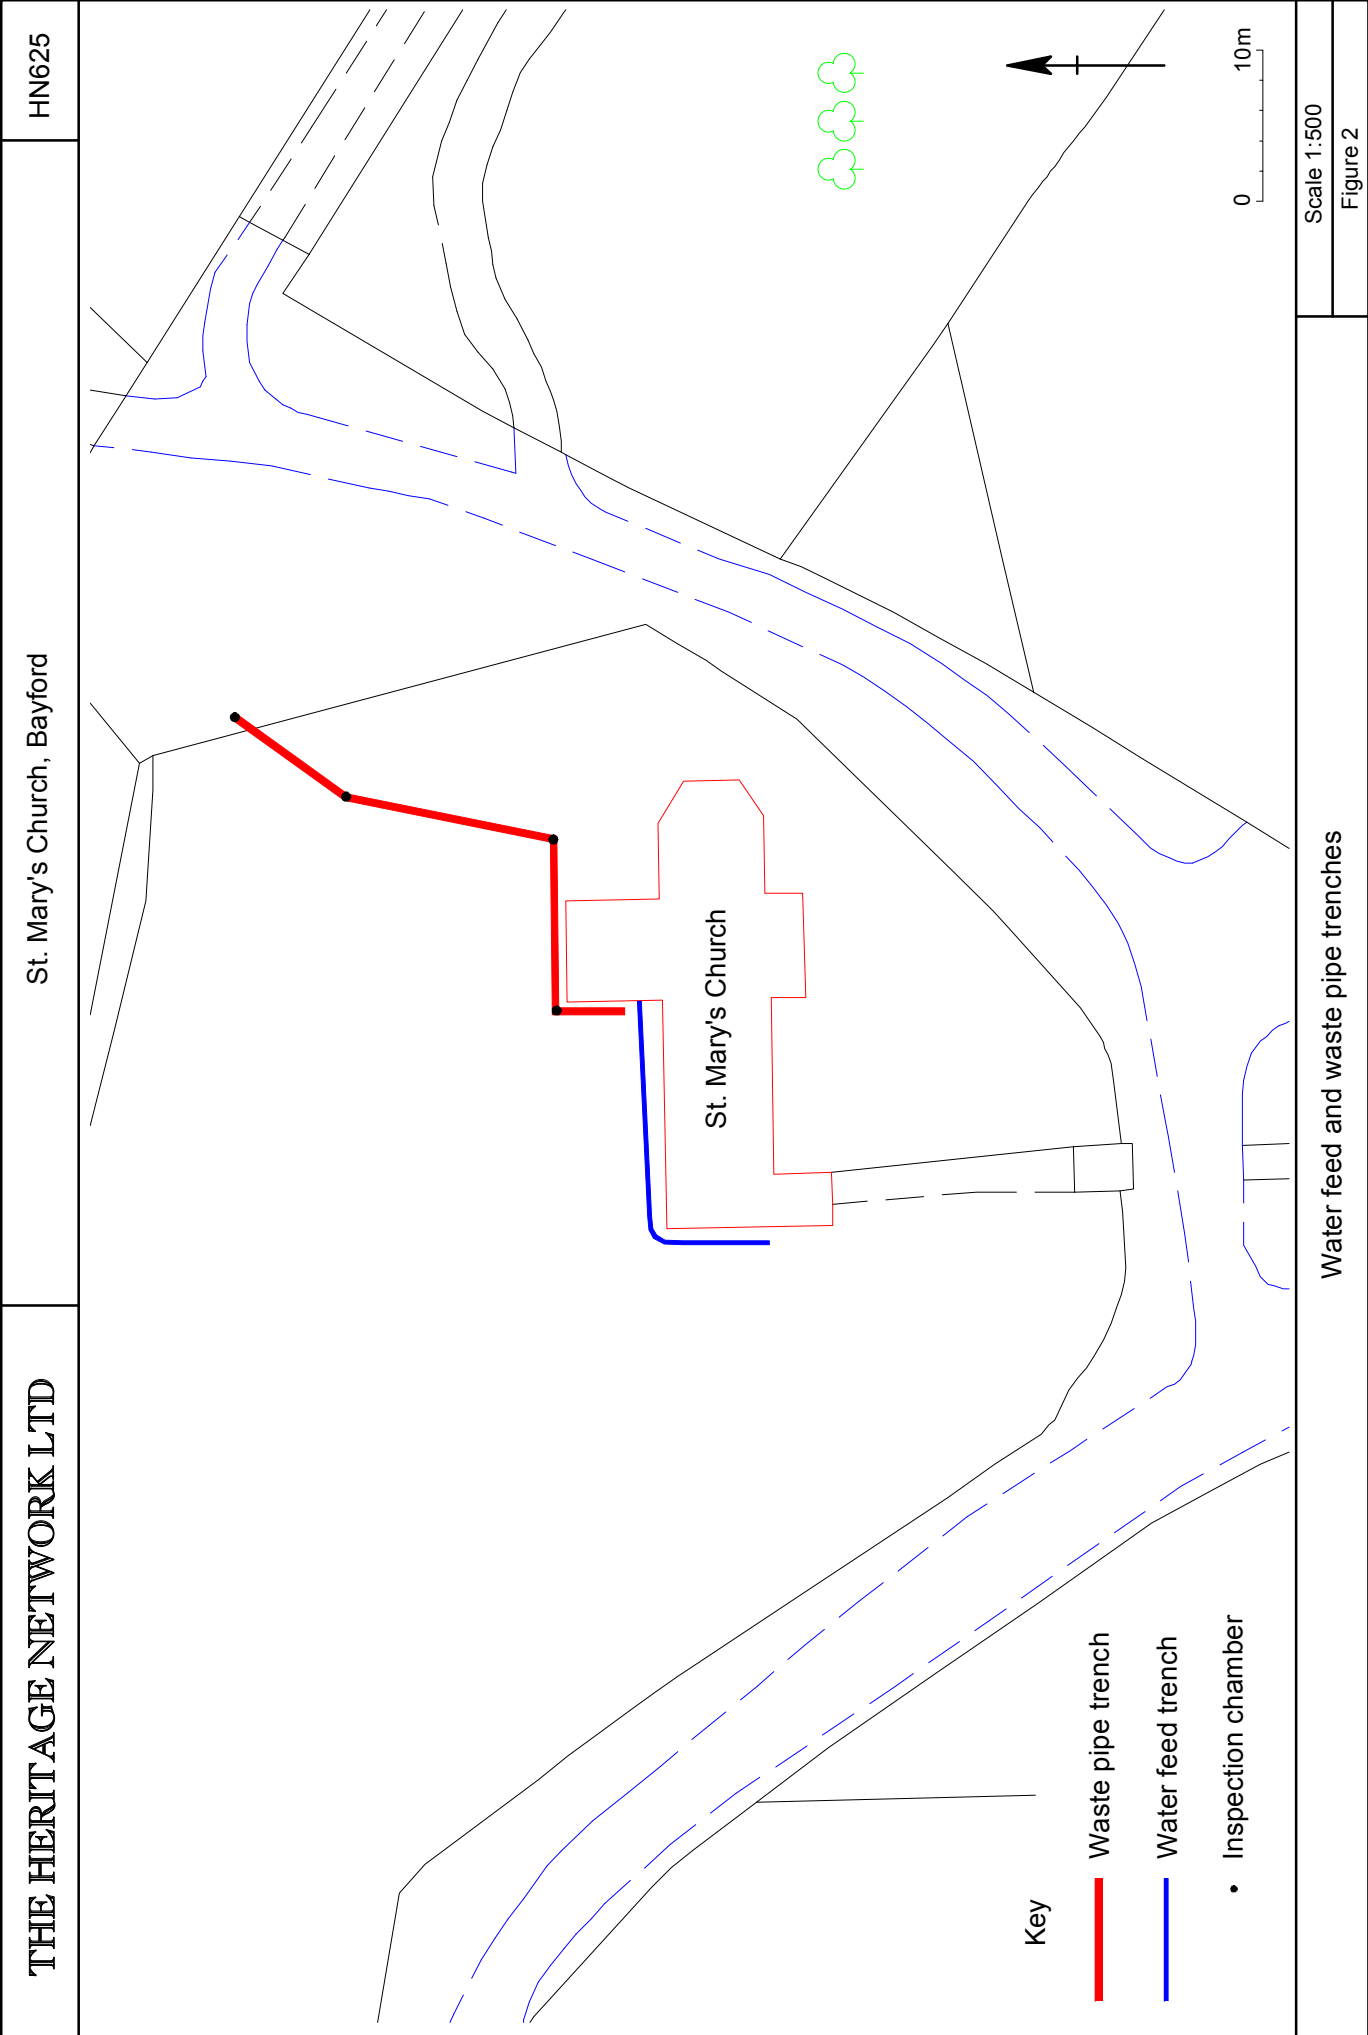 THE HERITAGE NETWORK LTD
St. Mary's Church, Bayford
HN625
St. Mary's Church
Key
Waste pipe trench
Water feed trench
Inspection chamber
0 10m
Water feed and waste pipe trenches
Scale 1:500
Figure 2